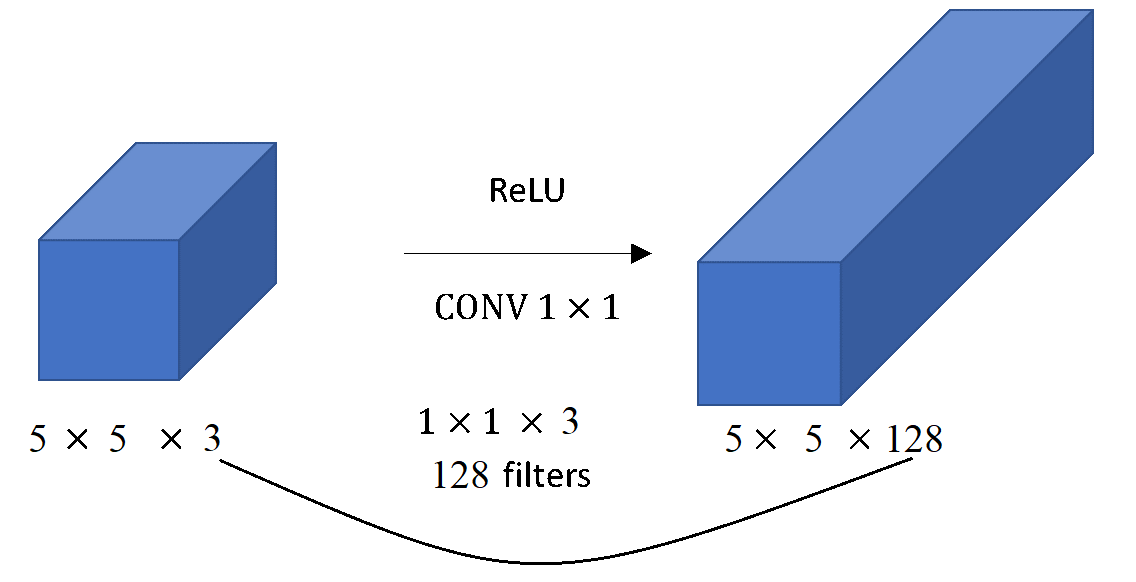 ReLU
CONV 1 × 1
1 × 1 × 3
128 filters
5 × 5 × 3
5 × 5 × 128